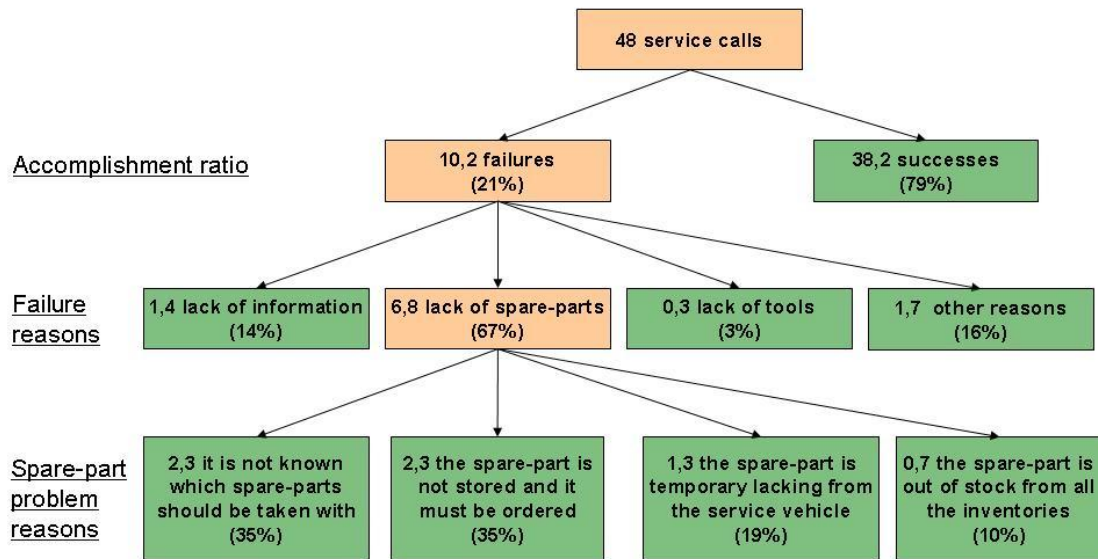 48 service calls
Accomplishment ratio
10,2 failures
(21%)
38,2 successes
(79%)
Failure
reasons
1,4 lack of information
(14%)
6,8 lack of spare-parts
(67%)
0,3 lack of tools
(3%)
1,7 other reasons
(16%)
Spare-part
problem
reasons
2,3 it is not known
which spare-parts
should be taken with
(35%)
2,3 the spare-part is
not stored and it
must be ordered
(35%)
1,3 the spare-part is
temporary lacking from
the service vehicle
(19%)
0,7 the spare-part is
out of stock from all
the inventories
(10%)